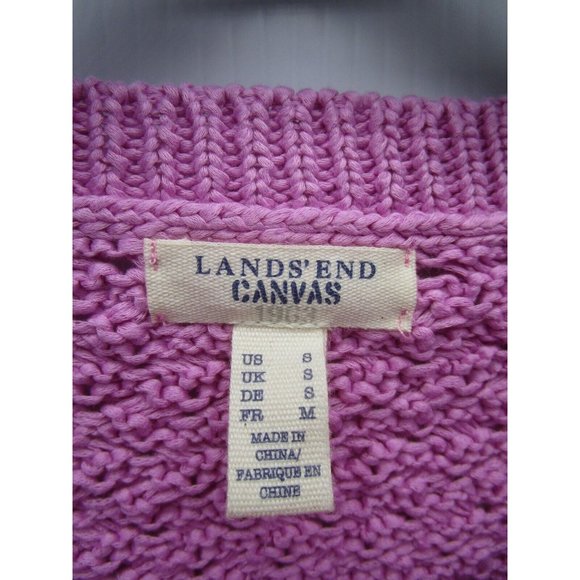 LANDS' END
CANVAS
1963
US S
UK S
DE S
FR M
MADE IN
CHINA/
FABRIQUE EN
CHINE